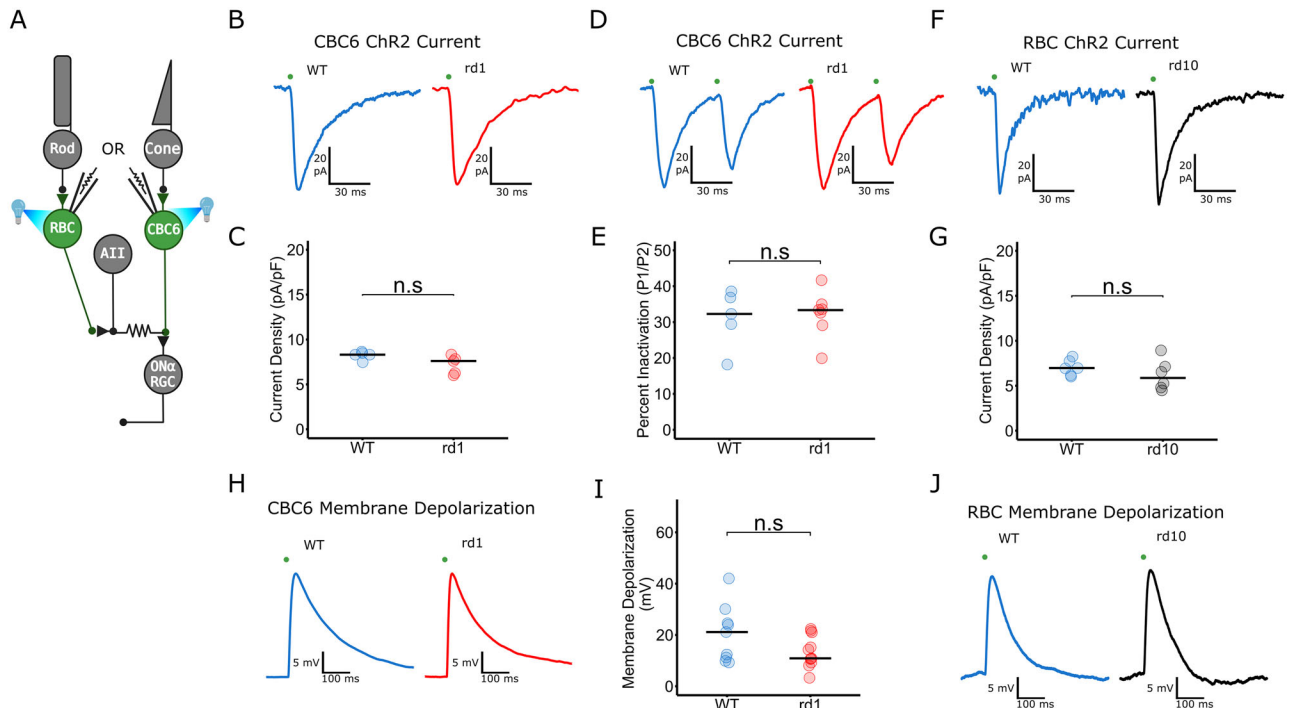 A
Rod
OR
Cone
RBC
CBC6
AII
ONα
RGC
B
CBC6 ChR2 Current
WT
rd1
20
pA
30 ms
20
pA
30 ms
C
Current Density (pA/pF)
20
15
10
5
0
n.s
WT
rd1
D
CBC6 ChR2 Current
WT
rd1
20
pA
30 ms
20
pA
30 ms
E
Percent Inactivation (P1/P2)
50
40
30
20
10
0
n.s
WT
rd1
F
RBC ChR2 Current
WT
rd10
20
pA
30 ms
20
pA
30 ms
G
Current Density (pA/pF)
20
15
10
5
0
n.s
WT
rd10
H
CBC6 Membrane Depolarization
WT
rd1
5 mV
100 ms
5 mV
100 ms
I
Membrane Depolarization
(mV)
60
40
20
0
n.s
WT
rd1
J
RBC Membrane Depolarization
WT
rd10
5 mV
100 ms
5 mV
100 ms